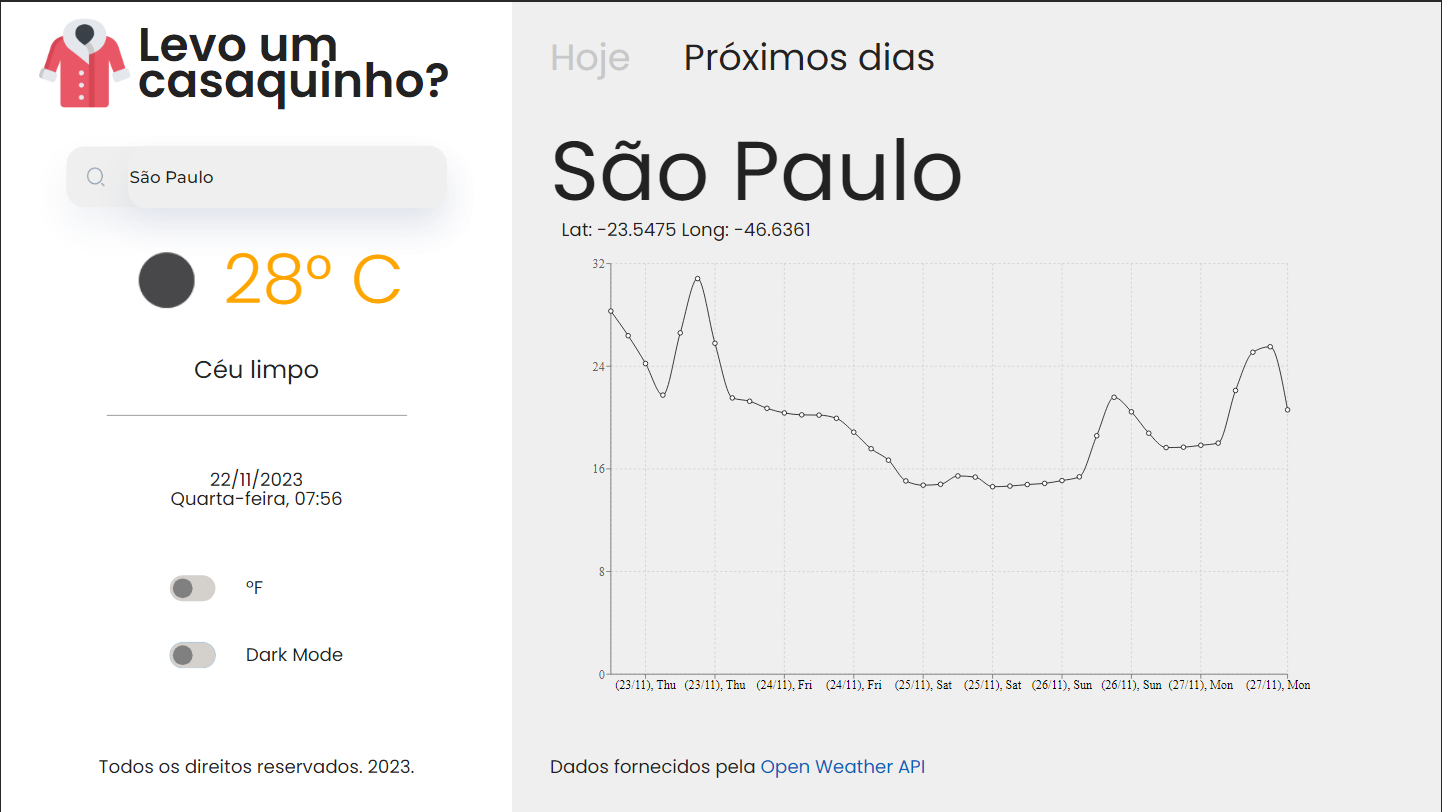 Levo um
casaquinho?
São Paulo
28º C
Céu limpo
22/11/2023
Quarta-feira, 07:56
ºF
Dark Mode
Todos os direitos reservados. 2023.
Hoje Próximos dias
São Paulo
Lat: -23.5475 Long: -46.6361
32
24
16
8
0
(23/11), Thu (23/11), Thu (24/11), Fri (24/11), Fri (25/11), Sat (25/11), Sat (26/11), Sun (26/11), Sun (27/11), Mon (27/11), Mon
Dados fornecidos pela Open Weather API